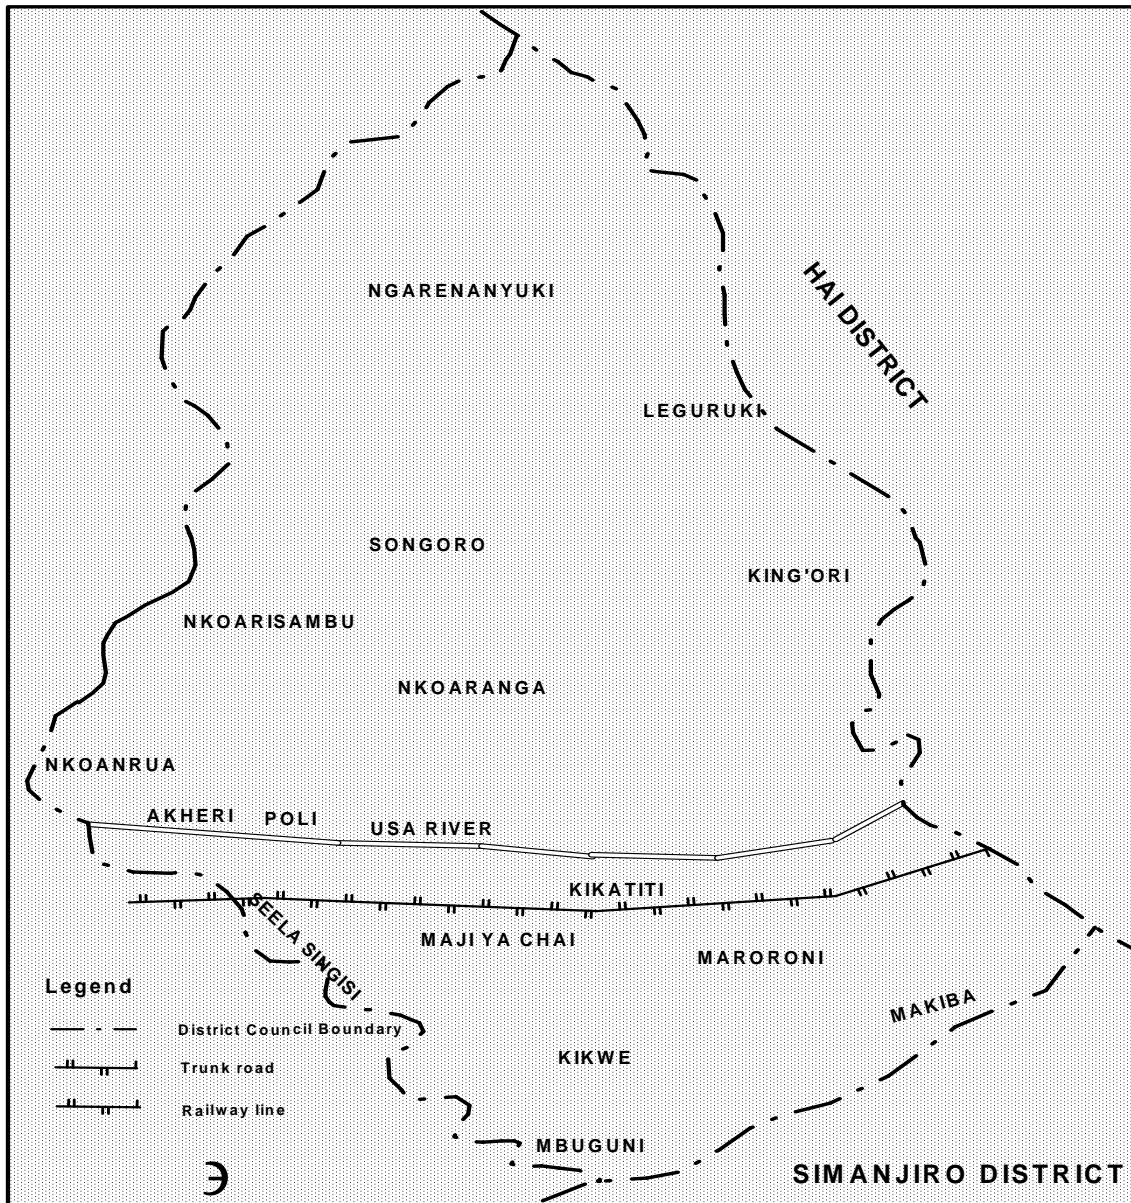 NGARENANYUKI
HAI DISTRICT
LEGURUKI
SONGORO
KING'ORI
NKOARISAMBU
NKOARANGA
NKOANRUA
AKHERI
POLI
USA RIVER
KIKATITI
SEELA SINGISI
MAJI YA CHAI
MARORONI
MAKIBA
KIKWE
MBUGUNI
SIMANJIRO DISTRICT
Legend
District Council Boundary
Trunk road
Railway line